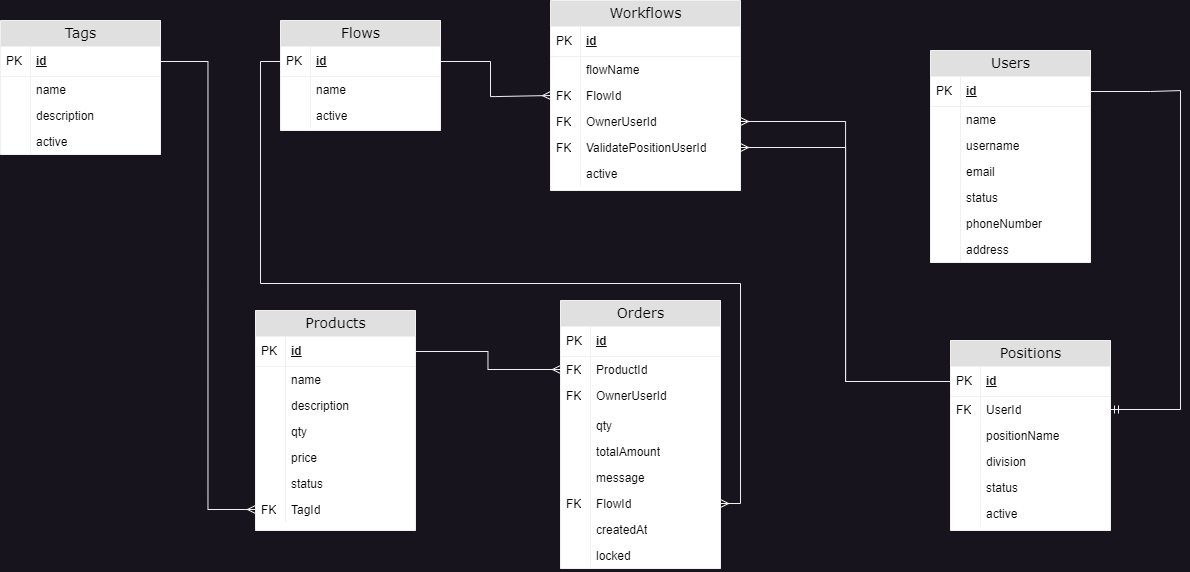 Tags
PK id
name
description
active
Flows
PK id
name
active
Workflows
PK id
flowName
FK FlowId
FK OwnerUserId
FK ValidatePositionUserId
active
Users
PK id
name
username
email
status
phoneNumber
address
Products
PK id
name
description
qty
price
status
FK TagId
Orders
PK id
FK ProductId
FK OwnerUserId
qty
totalAmount
message
FK FlowId
createdAt
locked
Positions
PK id
FK UserId
positionName
division
status
active